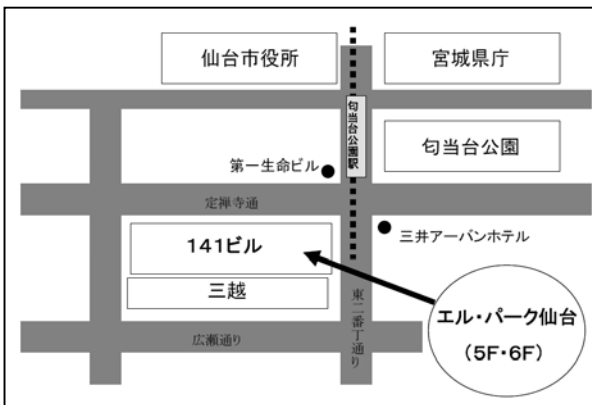 仙台市役所
宮城県庁
匂当台公園駅
匂当台公園
第一生命ビル
定禅寺通
三井アーバンホテル
141ビル
三越
エル・パーク仙台
(5F・6F)
東二番丁通り
広瀬通り